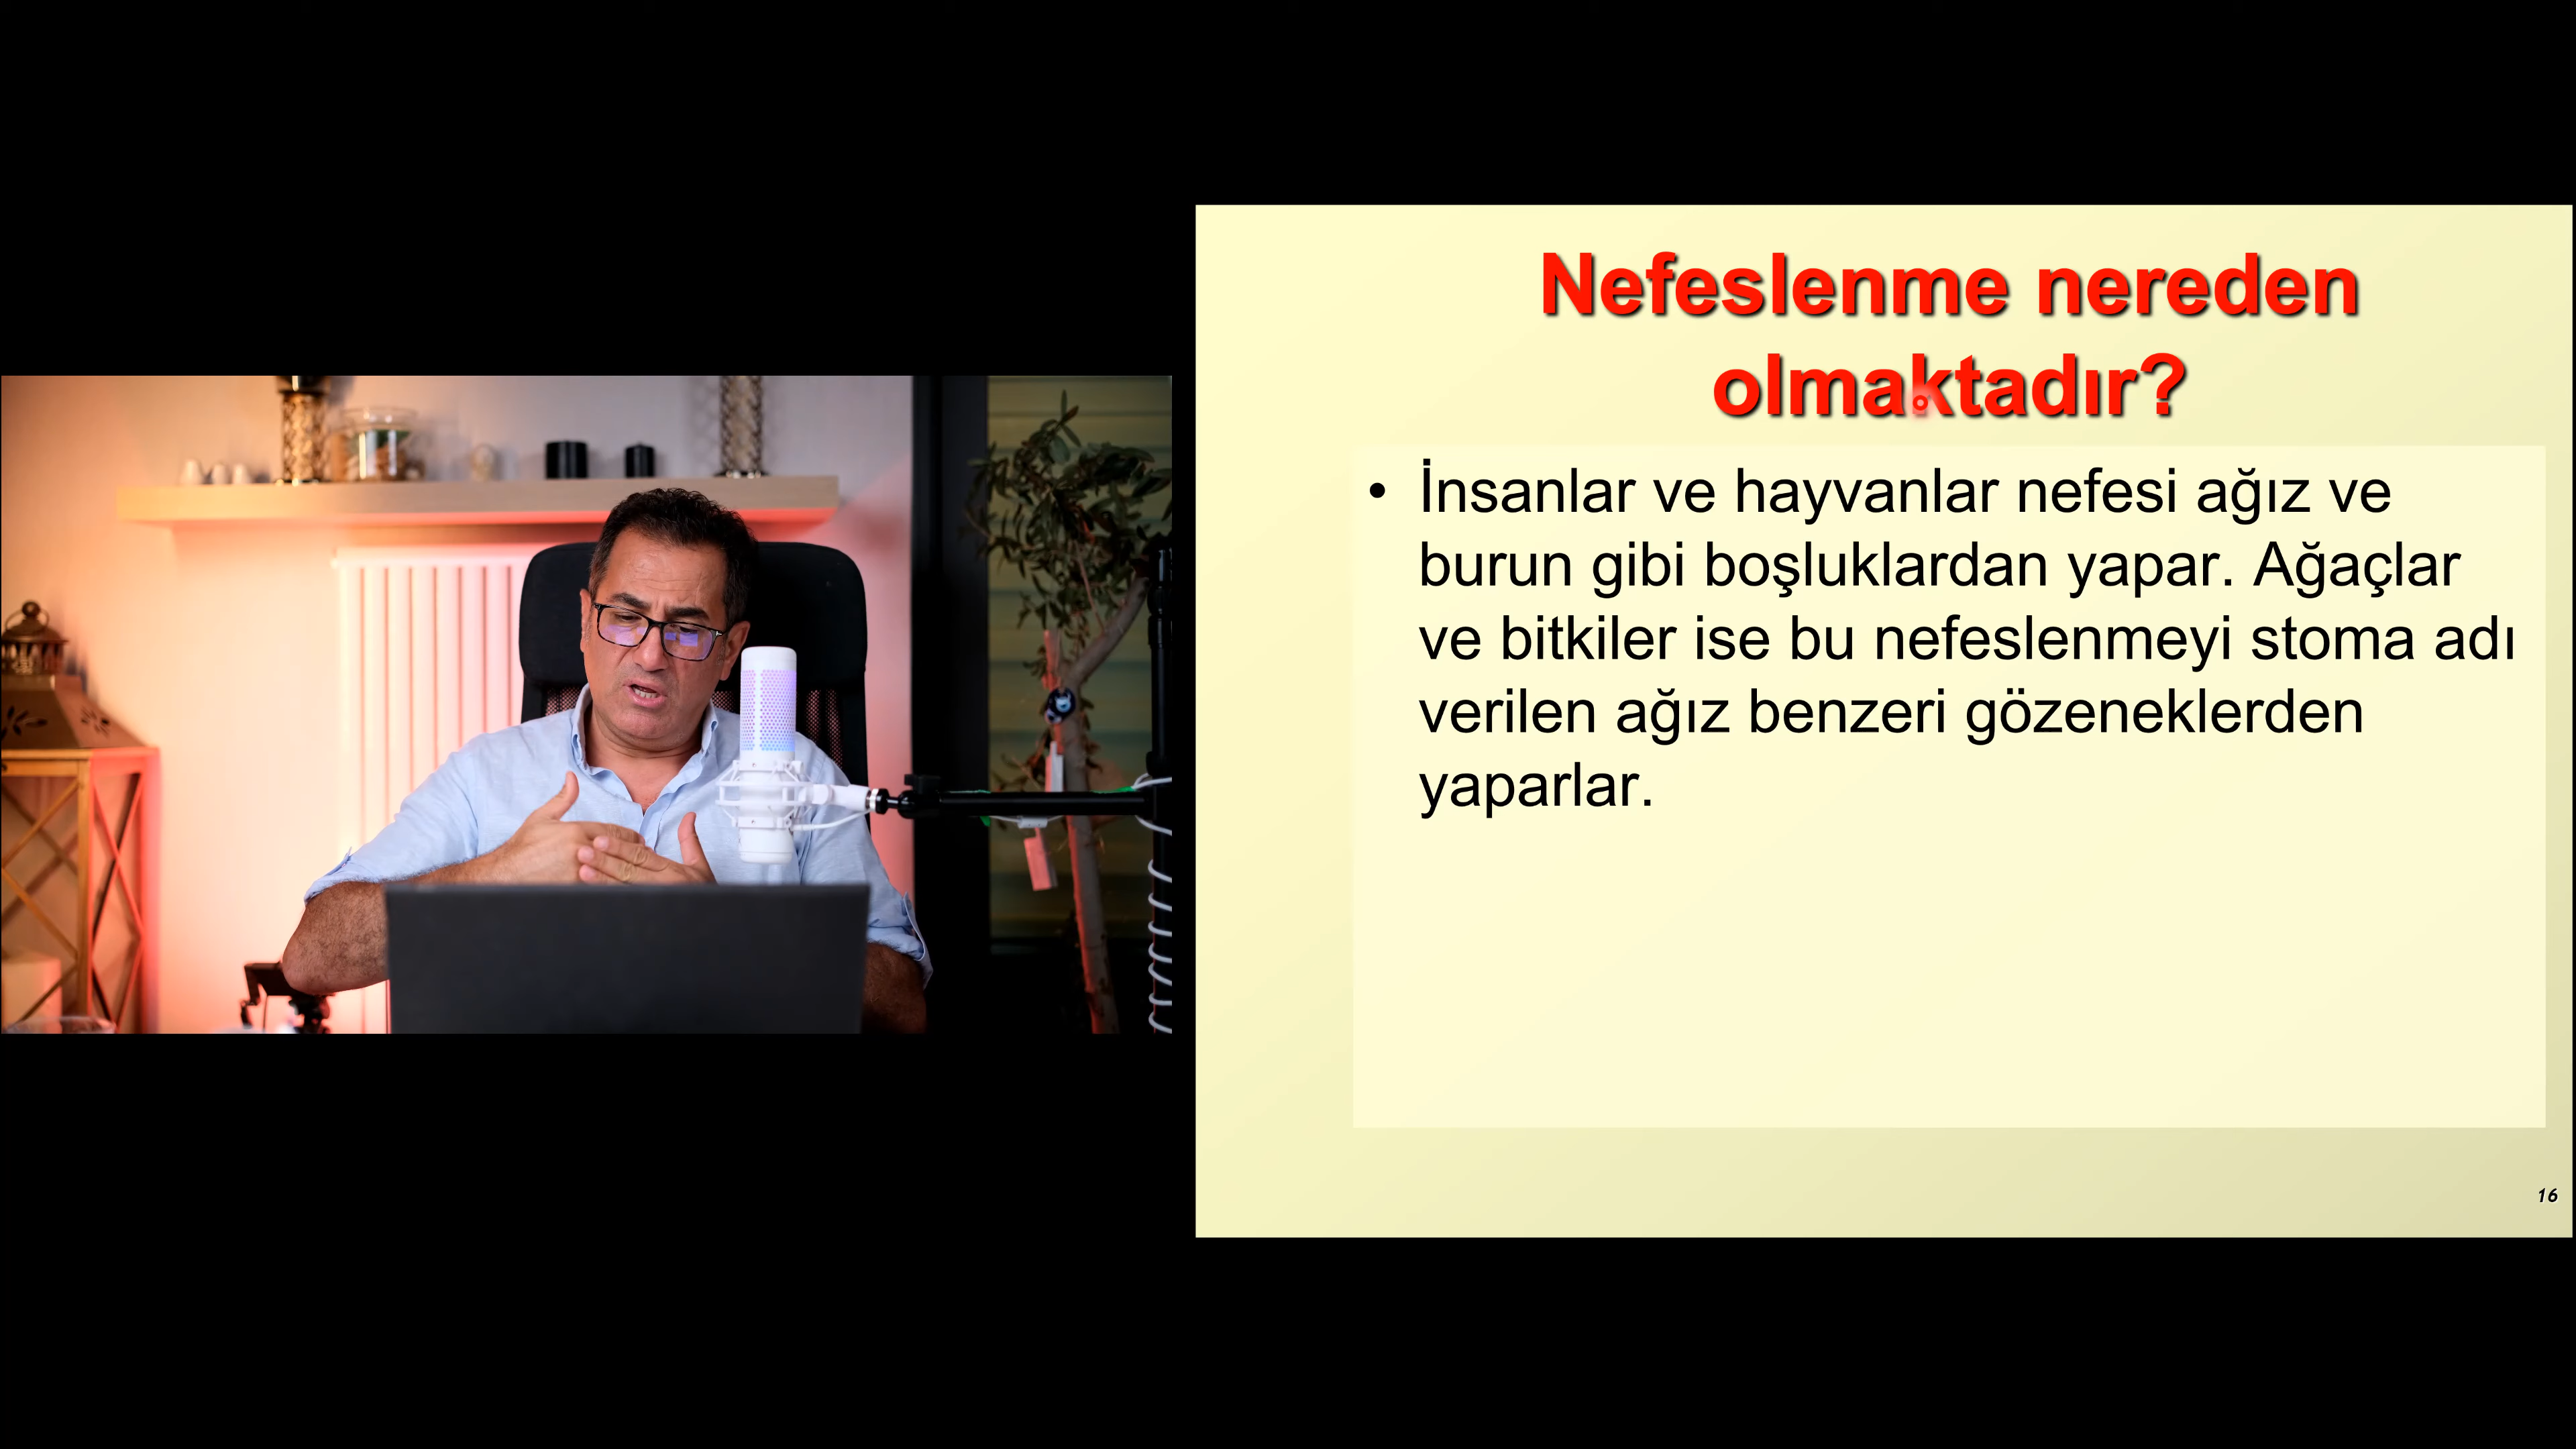 Nefeslenme nereden
olmaktadır?
• İnsanlar ve hayvanlar nefesi ağız ve
burun gibi boşluklardan yapar. Ağaçlar
ve bitkiler ise bu nefeslenmeyi stoma adı
verilen ağız benzeri gözeneklerden
yaparlar.
16